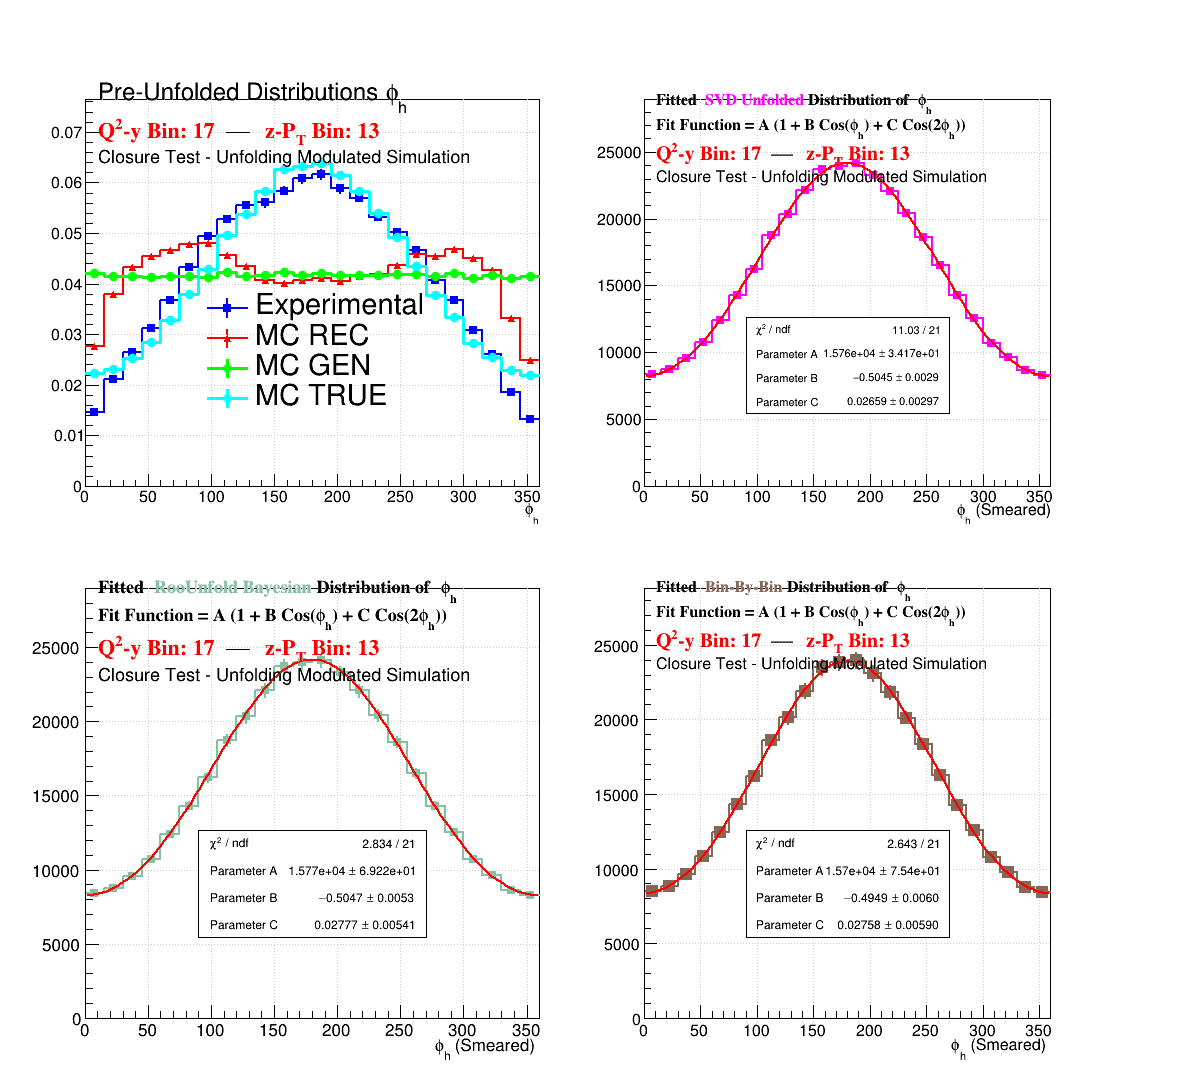 Pre-Unfolded Distributions ϕh
Q2-y Bin: 17 — z-PT Bin: 13
Closure Test - Unfolding Modulated Simulation
0.07
0.06
0.05
0.04
0.03
0.02
0.01
0
Experimental
MC REC
MC GEN
MC TRUE
0 50 100 150 200 250 300 350
ϕh
Fitted SVD Unfolded Distribution of ϕh
Fit Function = A (1 + B Cos(ϕh) + C Cos(2ϕh))
Q2-y Bin: 17 — z-PT Bin: 13
Closure Test - Unfolding Modulated Simulation
25000
20000
15000
10000
5000
0
χ2 / ndf 11.03 / 21
Parameter A 1.576e+04 ± 3.417e+01
Parameter B −0.5045 ± 0.0029
Parameter C 0.02659 ± 0.00297
0 50 100 150 200 250 300 350
ϕh (Smeared)
Fitted RooUnfold Bayesian Distribution of ϕh
Fit Function = A (1 + B Cos(ϕh) + C Cos(2ϕh))
Q2-y Bin: 17 — z-PT Bin: 13
Closure Test - Unfolding Modulated Simulation
25000
20000
15000
10000
5000
0
χ2 / ndf 2.834 / 21
Parameter A 1.577e+04 ± 6.922e+01
Parameter B −0.5047 ± 0.0053
Parameter C 0.02777 ± 0.00541
0 50 100 150 200 250 300 350
ϕh (Smeared)
Fitted Bin-By-Bin Distribution of ϕh
Fit Function = A (1 + B Cos(ϕh) + C Cos(2ϕh))
Q2-y Bin: 17 — z-PT Bin: 13
Closure Test - Unfolding Modulated Simulation
25000
20000
15000
10000
5000
0
χ2 / ndf 2.643 / 21
Parameter A 1.57e+04 ± 7.54e+01
Parameter B −0.4949 ± 0.0060
Parameter C 0.02758 ± 0.00590
0 50 100 150 200 250 300 350
ϕh (Smeared)